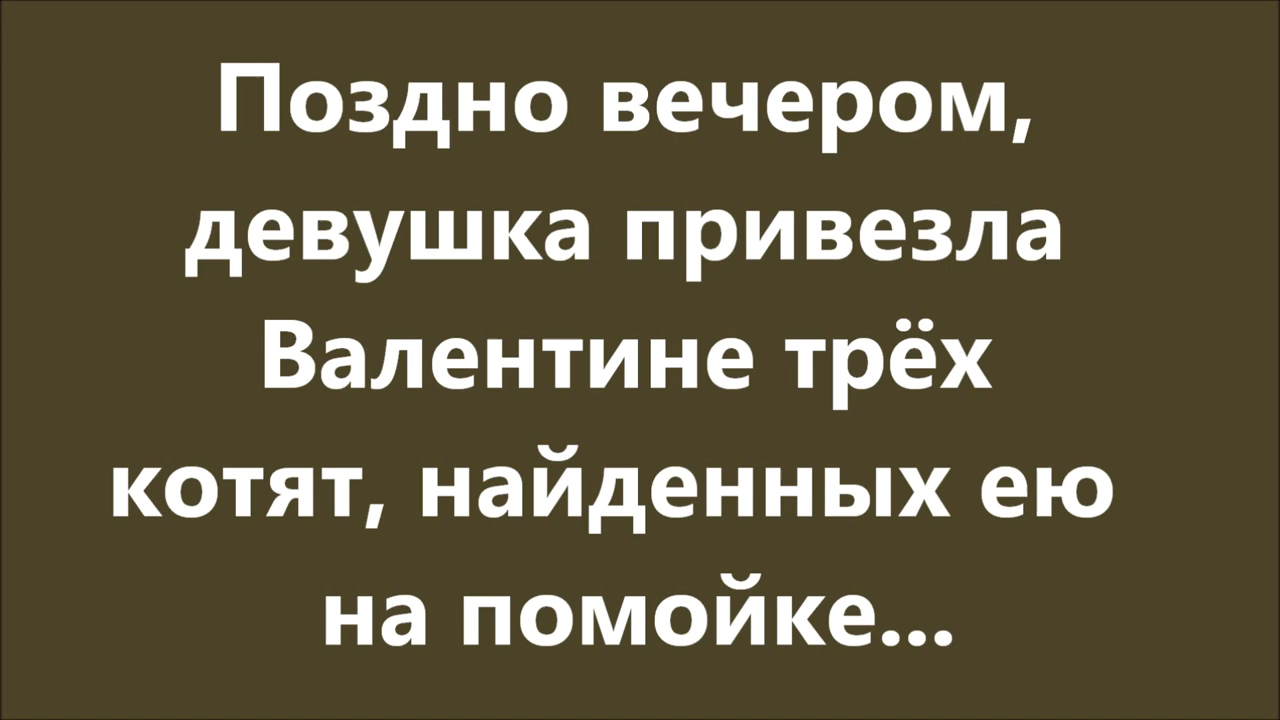 Поздно вечером,
девушка привезла
Валентине трёх
котят, найденных ею
на помойке...